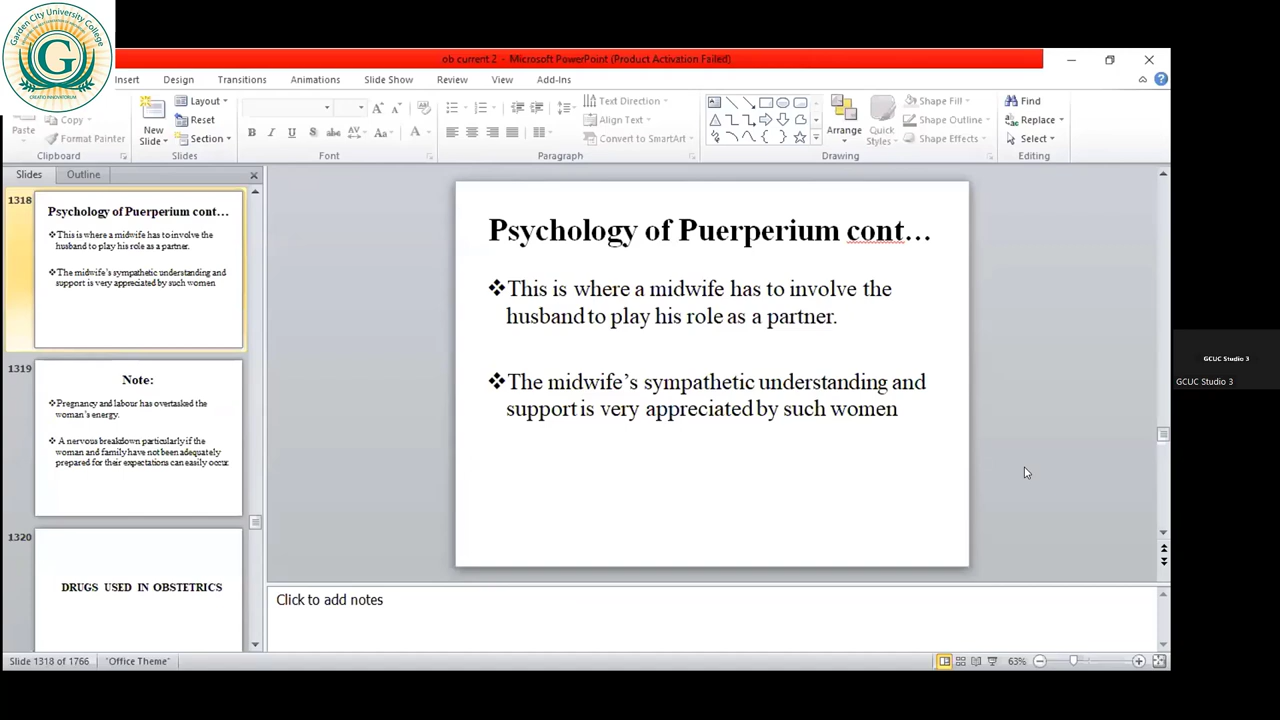 Garden City University College
G
ob current 2 - Microsoft PowerPoint (Product Activation Failed)
Insert Design Transitions Animations Slide Show Review View Add-Ins
Paste
Copy
Format Painter
Clipboard
New
Slide
Layout
Reset
Section
Slides
B I U S abc AV Aa A
Font
Text Direction
Align Text
Convert to SmartArt
Paragraph
Arrange
Quick
Styles
Shape Fill
Shape Outline
Shape Effects
Drawing
Find
Replace
Select
Editing
Slides Outline
1318
Psychology of Puerperium cont…
This is where a midwife has to involve the
husband to play his role as a partner.
The midwife's sympathetic understanding and
support is very appreciated by such women
1319
Note:
Pregnancy and labour has overtasked the
woman's energy.
A nervous breakdown particularly if the
woman and family have not been adequately
prepared for their expectations can easily occur.
1320
DRUGS USED IN OBSTETRICS
Psychology of Puerperium cont…
This is where a midwife has to involve the
husband to play his role as a partner.
The midwife's sympathetic understanding and
support is very appreciated by such women
Click to add notes
GCUC Studio 3
GCUC Studio 3
Slide 1318 of 1766 "Office Theme" 63%